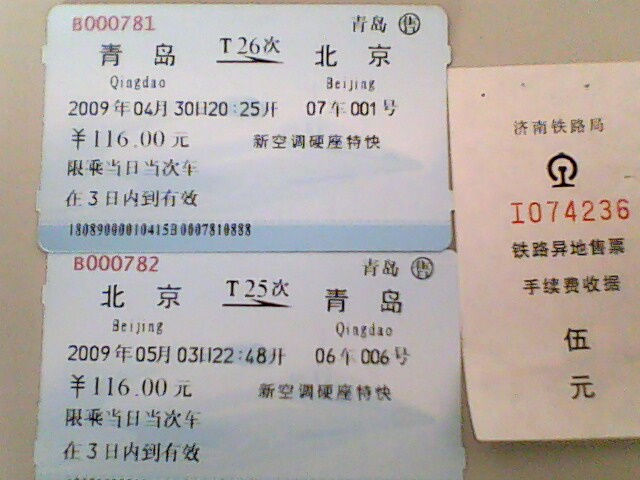 B000781 青岛 售
青岛 T26次 北京
Qingdao Beijing
2009年04月30日20:25开 07车001号
￥116.00元 新空调硬座特快
限乘当日当次车
在3日内到有效
18089000010415B0007810888
B000782 青岛 售
北京 T25次 青岛
Beijing Qingdao
2009年05月03日22:48开 06车006号
￥116.00元 新空调硬座特快
限乘当日当次车
在3日内到有效
济南铁路局
I074236
铁路异地售票
手续费收据
伍
元